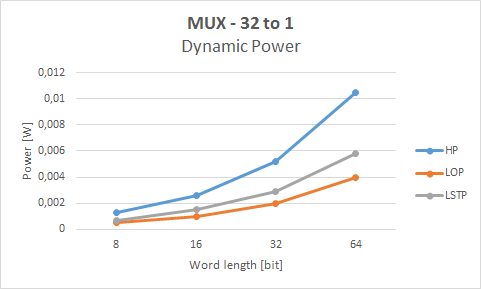 MUX - 32 to 1
Dynamic Power
0,012
0,01
0,008
0,006
0,004
0,002
0
Power [W]
8 16 32 64
Word length [bit]
HP
LOP
LSTP